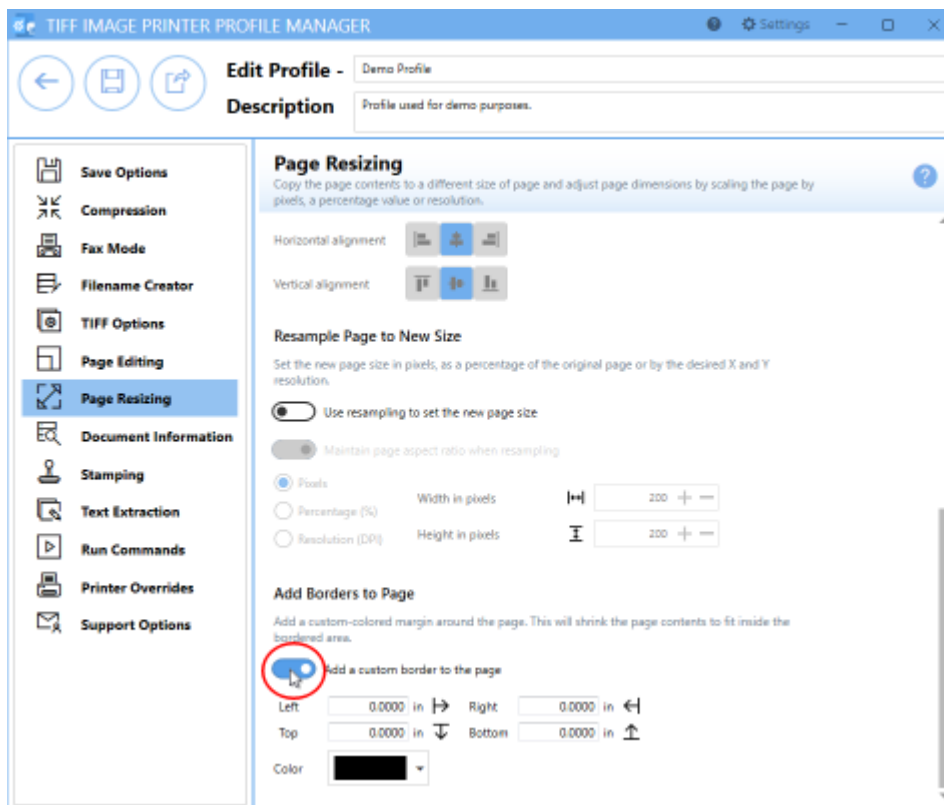 TIFF IMAGE PRINTER PROFILE MANAGER
Settings
Edit Profile -
Demo Profile
Description
Profile used for demo purposes.
Save Options
Compression
Fax Mode
Filename Creator
TIFF Options
Page Editing
Page Resizing
Document Information
Stamping
Text Extraction
Run Commands
Printer Overrides
Support Options
Page Resizing
Copy the page contents to a different size of page and adjust page dimensions by scaling the page by
pixels, a percentage value or resolution.
Horizontal alignment
Vertical alignment
Resample Page to New Size
Set the new page size in pixels, as a percentage of the original page or by the desired X and Y
resolution.
Use resampling to set the new page size
Maintain page aspect ratio when resampling
Pixels
Percentage (%)
Resolution (DPI)
Width in pixels
200
Height in pixels
200
Add Borders to Page
Add a custom-colored margin around the page. This will shrink the page contents to fit inside the
bordered area.
Add a custom border to the page
Left 0.0000 in Right 0.0000 in
Top 0.0000 in Bottom 0.0000 in
Color